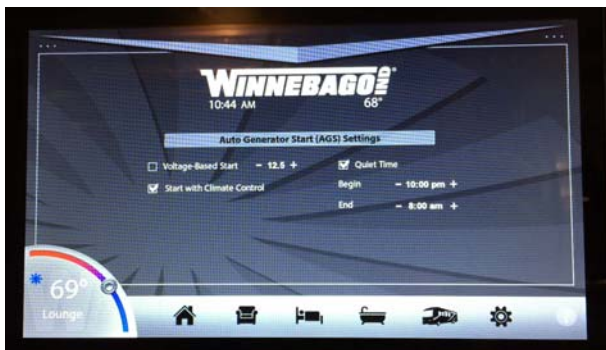 WINNEBAGO IND
10:44 AM 68°
Auto Generator Start (AGS) Settings
Voltage-Based Start - 12.5 +
Start with Climate Control
Quiet Time
Begin - 10:00 pm +
End - 8:00 am +
69°
Lounge